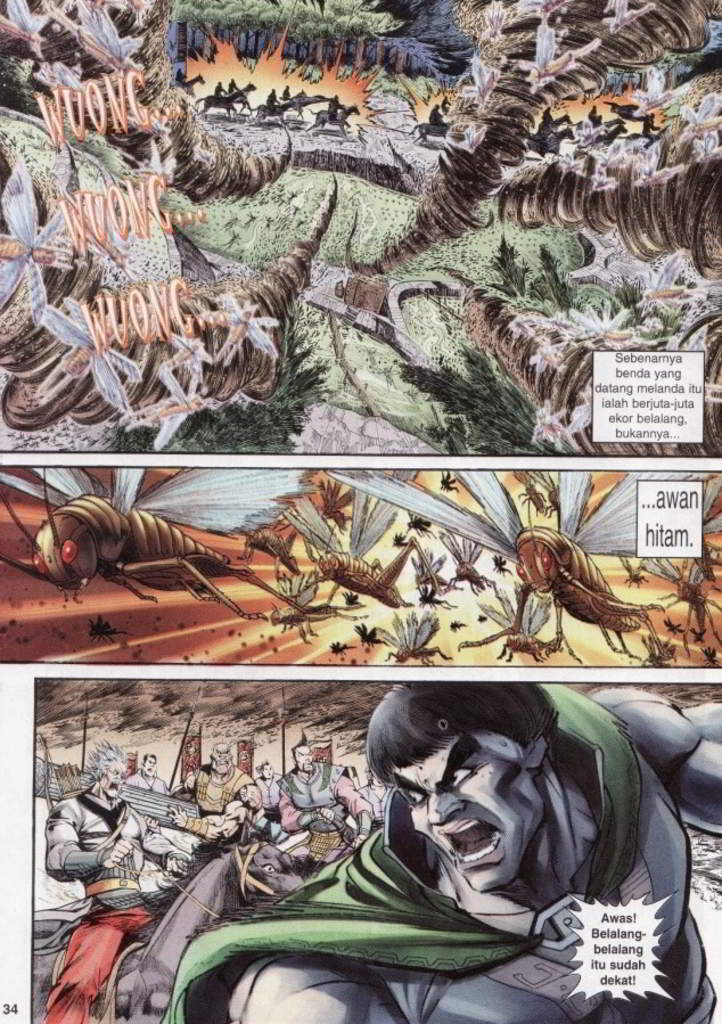 WUONG...
WUONG...
WUONG...
Sebenarnya
benda yang
datang melanda itu
ialah berjuta-juta
ekor belalang,
bukannya...
...awan
hitam.
Awas!
Belalang-
belalang
itu sudah
dekat!
34